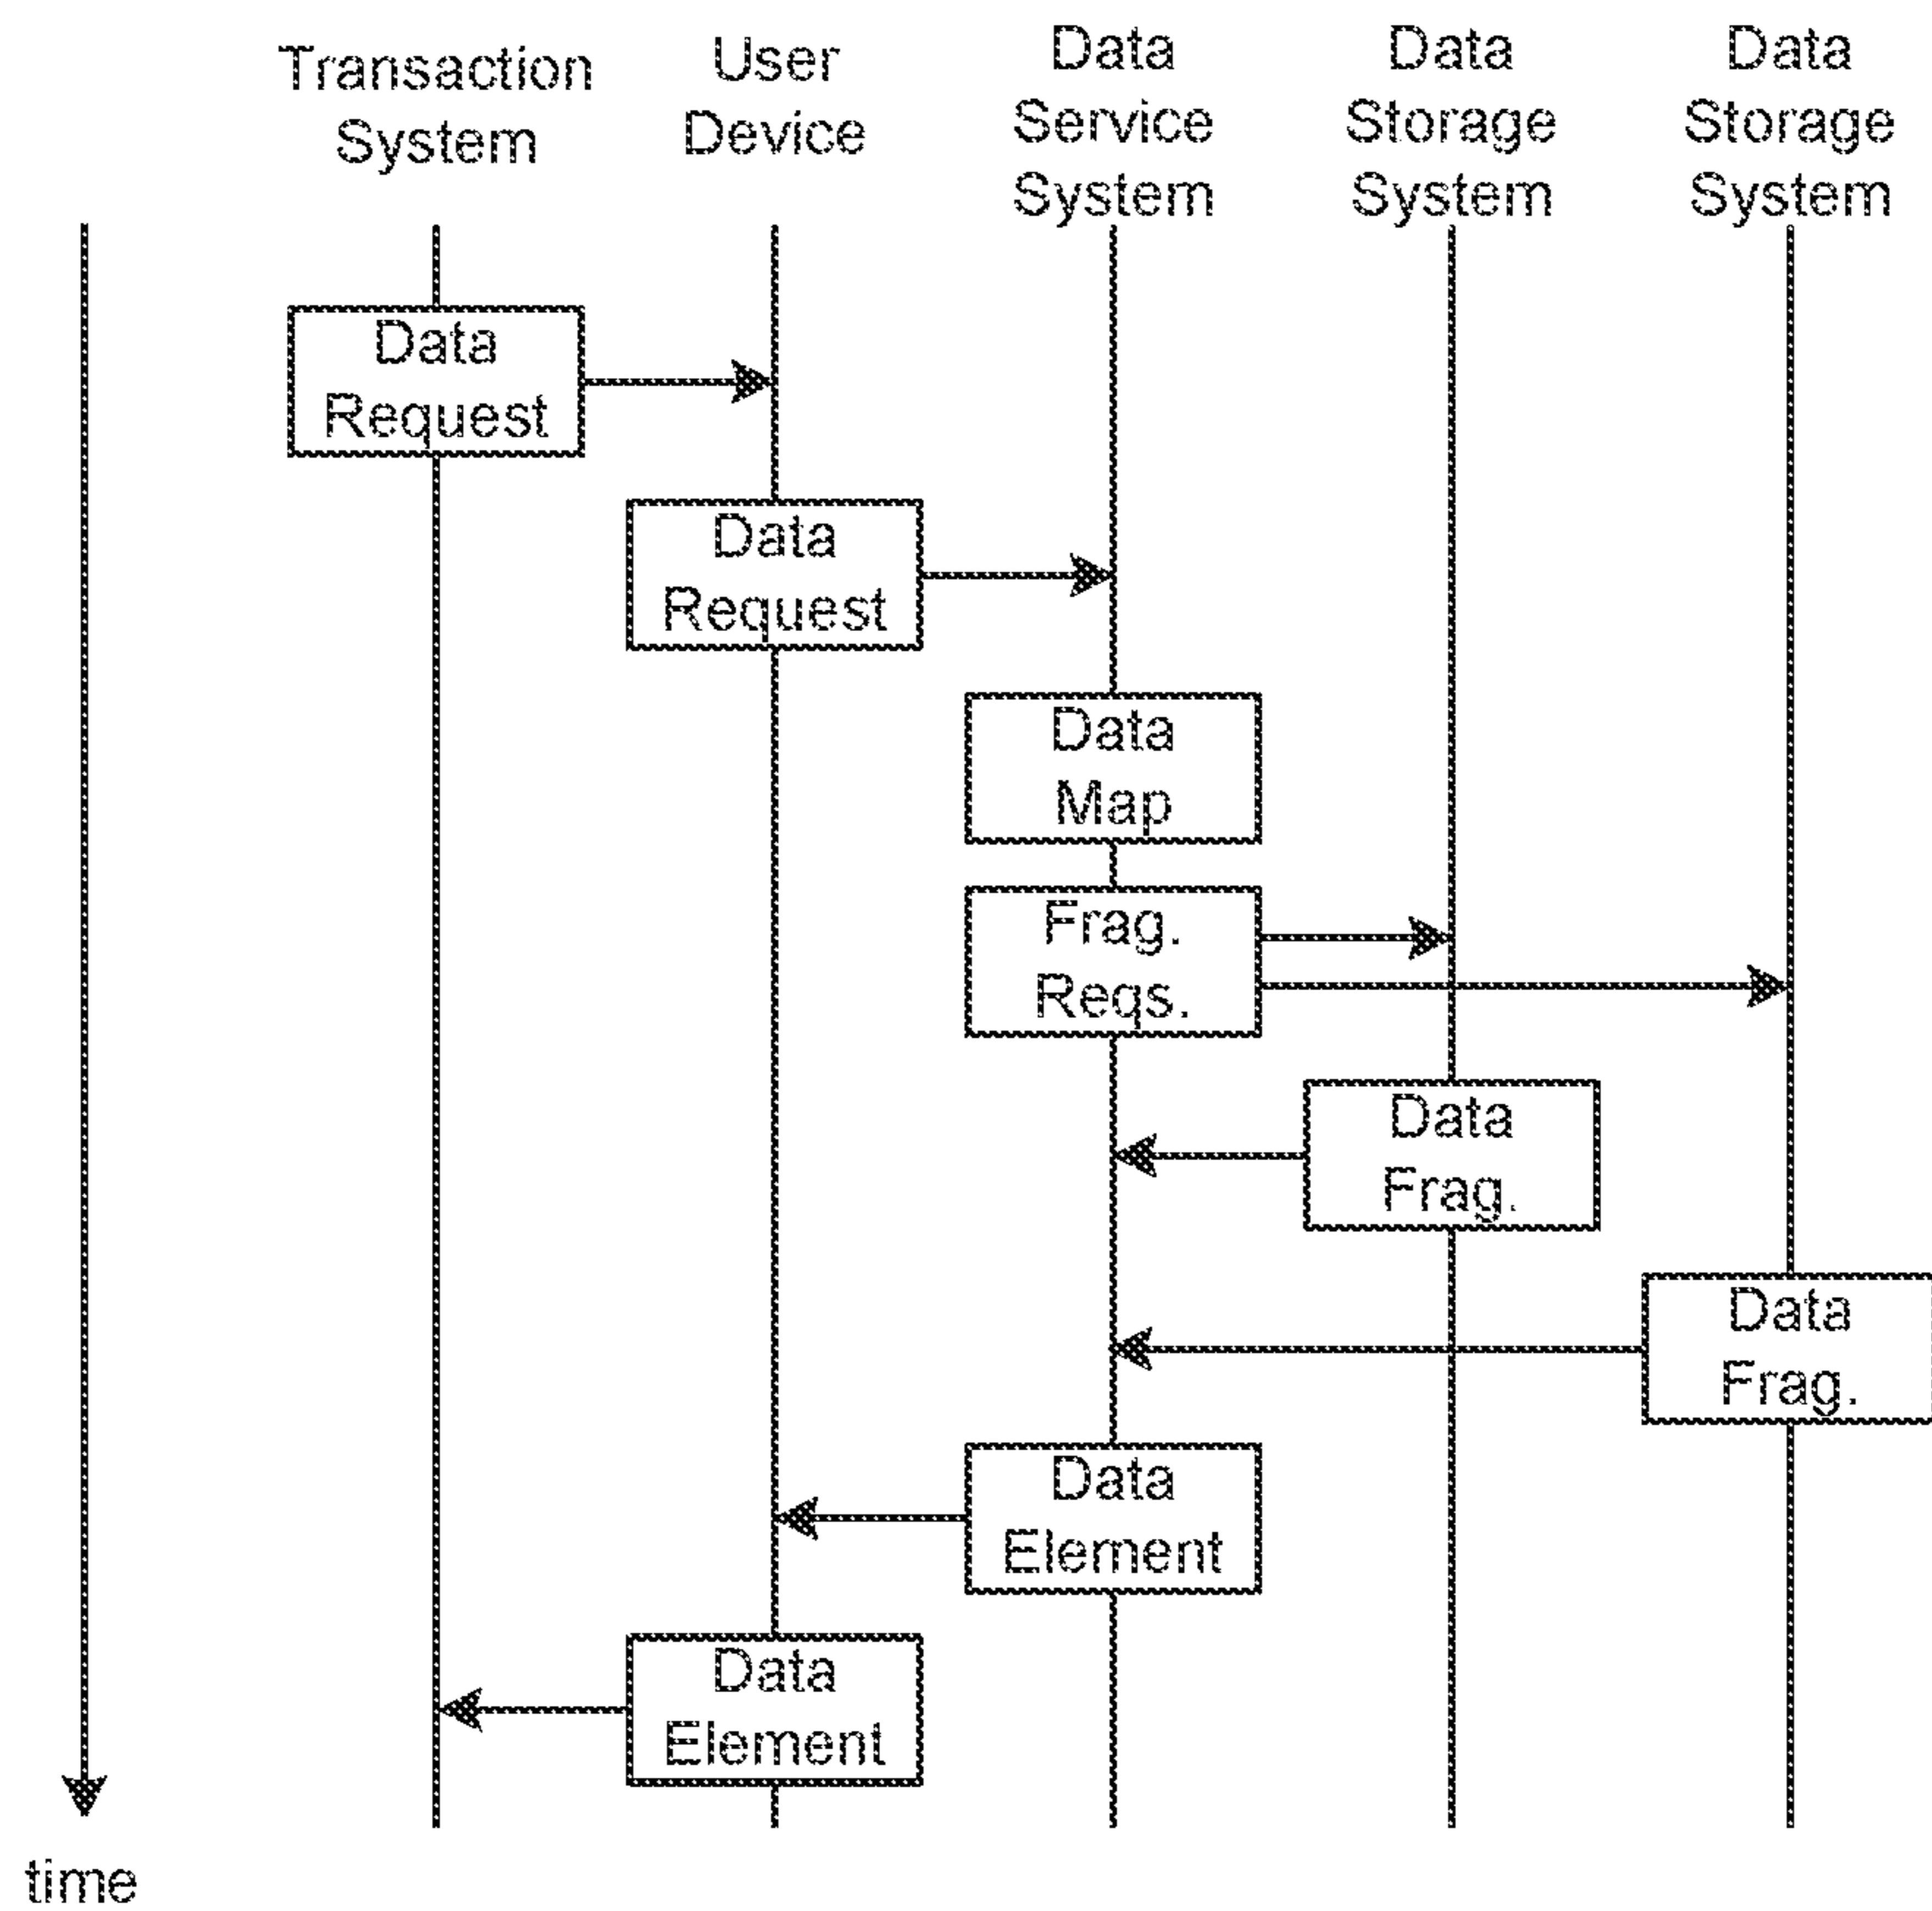 Transaction
System
User
Device
Data
Service
System
Data
Storage
System
Data
Storage
System
Data
Request
Data
Request
Data
Map
Frag.
Reqs.
Data
Frag.
Data
Frag.
Data
Element
Data
Element
time